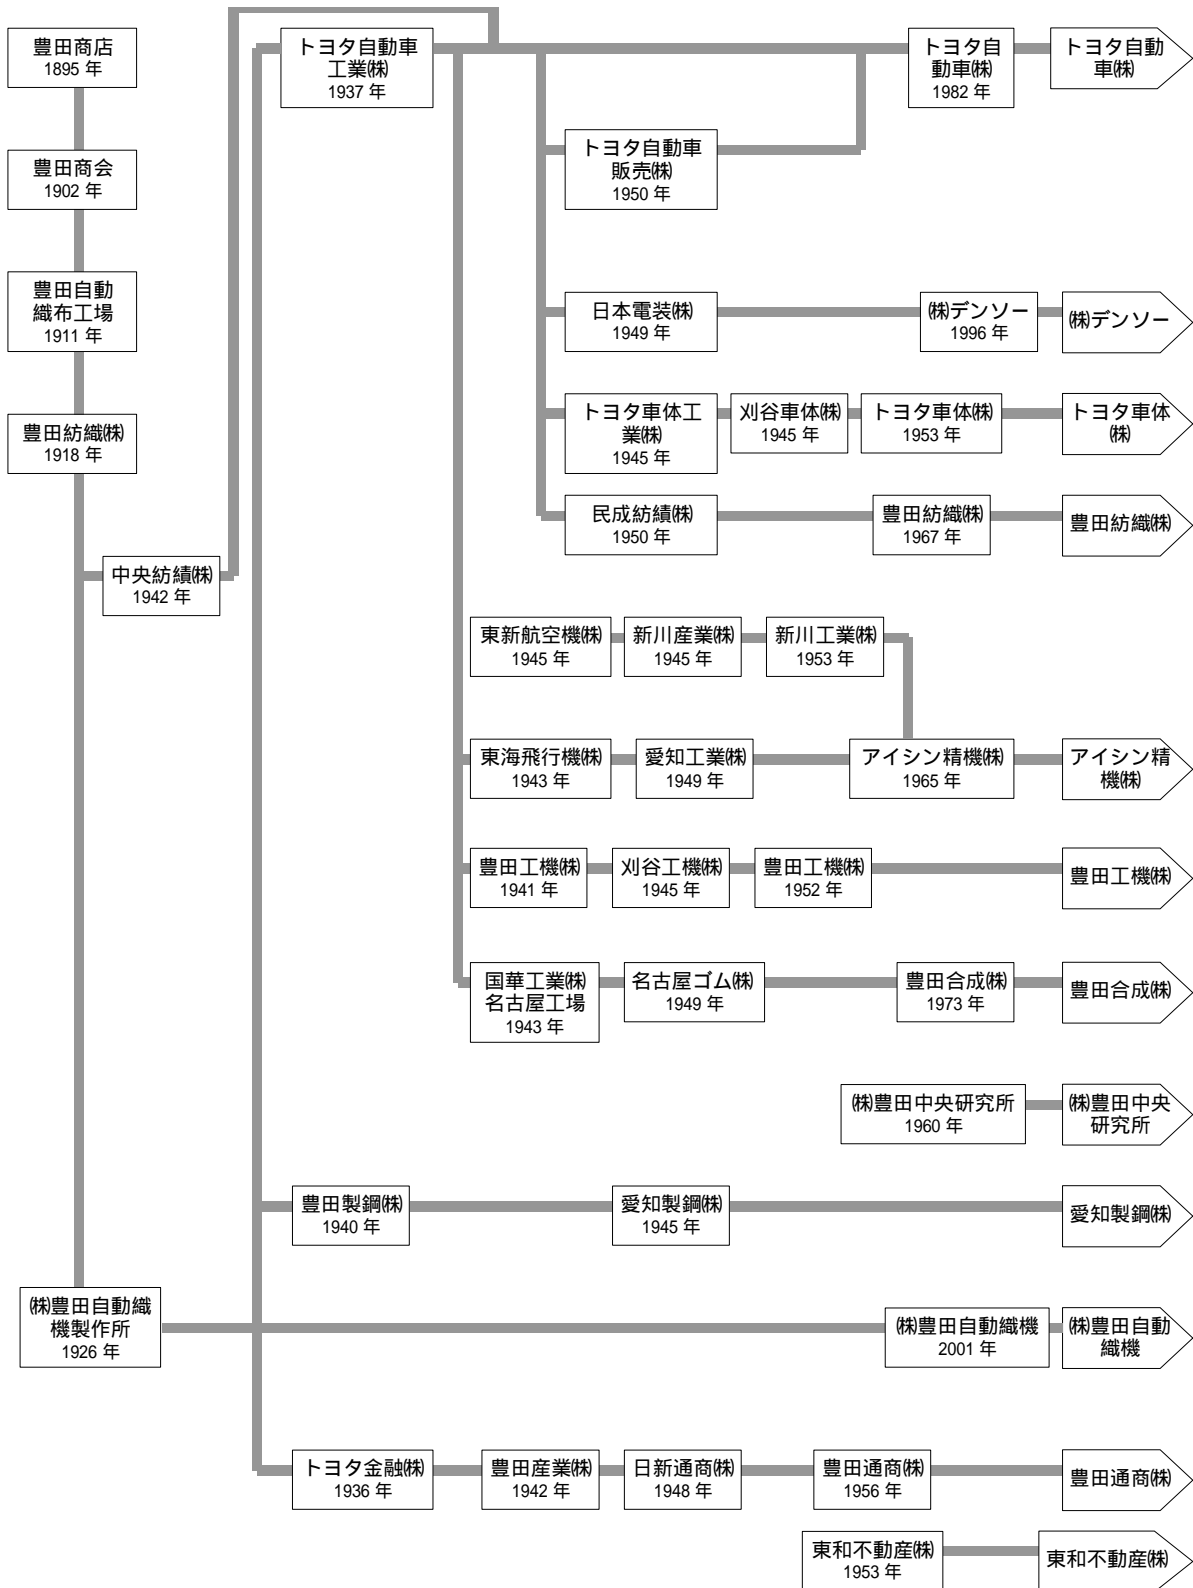 豊田商店
1895 年
豊田商会
1902 年
豊田自動
織布工場
1911 年
豊田紡織㈱
1918 年
中央紡績㈱
1942 年
㈱豊田自動織
機製作所
1926 年
トヨタ自動車
工業㈱
1937 年
トヨタ自
動車㈱
1982 年
トヨタ自動
車㈱
トヨタ自動車
販売㈱
1950 年
日本電装㈱
1949 年
㈱デンソー
1996 年
㈱デンソー
トヨタ車体工
業㈱
1945 年
刈谷車体㈱
1945 年
トヨタ車体㈱
1953 年
トヨタ車体
㈱
民成紡績㈱
1950 年
豊田紡織㈱
1967 年
豊田紡織㈱
東新航空機㈱
1945 年
新川産業㈱
1945 年
新川工業㈱
1953 年
東海飛行機㈱
1943 年
愛知工業㈱
1949 年
アイシン精機㈱
1965 年
アイシン精
機㈱
豊田工機㈱
1941 年
刈谷工機㈱
1945 年
豊田工機㈱
1952 年
豊田工機㈱
国華工業㈱
名古屋工場
1943 年
名古屋ゴム㈱
1949 年
豊田合成㈱
1973 年
豊田合成㈱
㈱豊田中央研究所
1960 年
㈱豊田中央
研究所
豊田製鋼㈱
1940 年
愛知製鋼㈱
1945 年
愛知製鋼㈱
㈱豊田自動織機
2001 年
㈱豊田自動
織機
トヨタ金融㈱
1936 年
豊田産業㈱
1942 年
日新通商㈱
1948 年
豊田通商㈱
1956 年
豊田通商㈱
東和不動産㈱
1953 年
東和不動産㈱